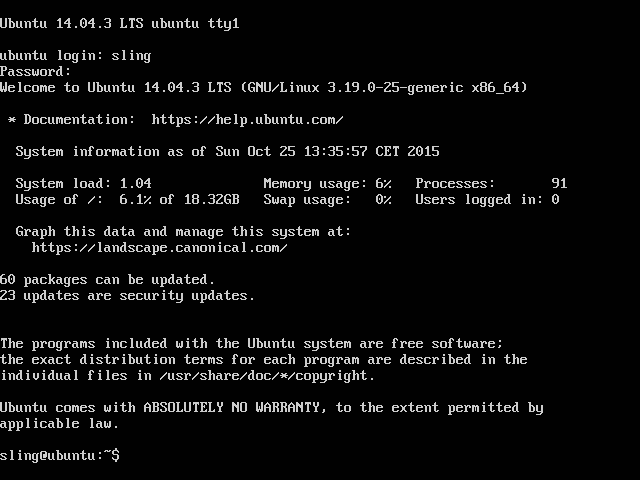 Ubuntu 14.04.3 LTS ubuntu tty1
ubuntu login: sling
Password:
Welcome to Ubuntu 14.04.3 LTS (GNU/Linux 3.19.0-25-generic x86_64)
* Documentation:  https://help.ubuntu.com/
System information as of Sun Oct 25 13:35:57 CET 2015
System load: 1.04              Memory usage: 6%   Processes:       91
Usage of /:  6.1% of 18.32GB   Swap usage:   0%   Users logged in: 0
Graph this data and manage this system at:
https://landscape.canonical.com/
60 packages can be updated.
23 updates are security updates.
The programs included with the Ubuntu system are free software;
the exact distribution terms for each program are described in the
individual files in /usr/share/doc/*/copyright.
Ubuntu comes with ABSOLUTELY NO WARRANTY, to the extent permitted by
applicable law.
sling@ubuntu:~$